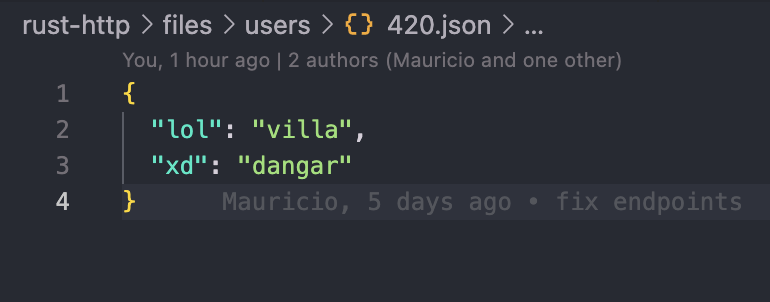 rust-http > files > users > {} 420.json > ...
You, 1 hour ago | 2 authors (Mauricio and one other)
1 {
2 "lol": "villa",
3 "xd": "dangar"
4 } Mauricio, 5 days ago • fix endpoints